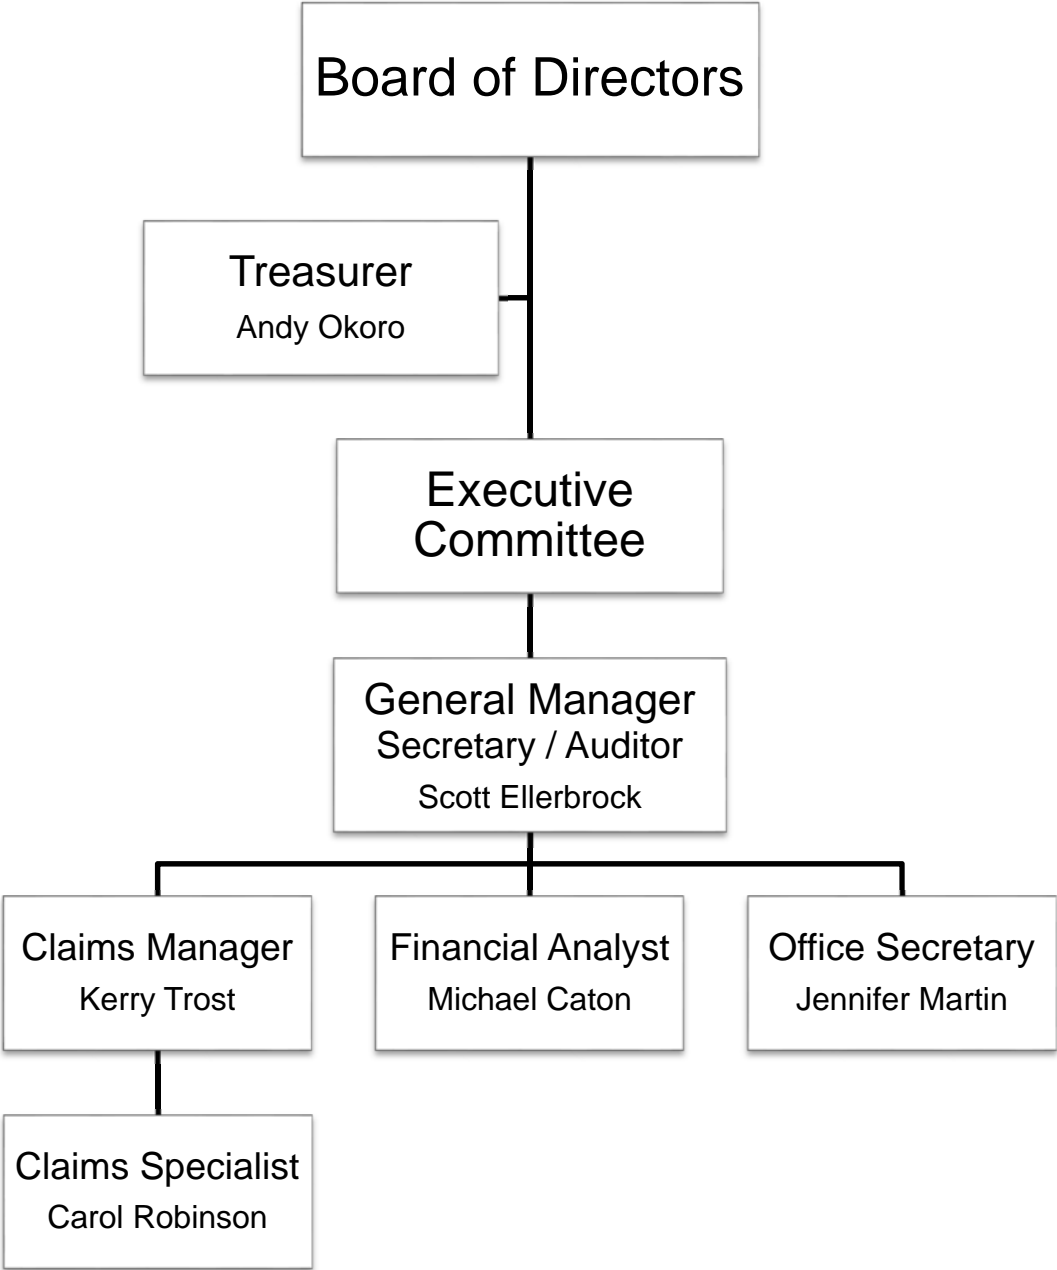 Board of Directors
Treasurer
Andy Okoro
Executive
Committee
General Manager
Secretary / Auditor
Scott Ellerbrock
Claims Manager
Kerry Trost
Financial Analyst
Michael Caton
Office Secretary
Jennifer Martin
Claims Specialist
Carol Robinson